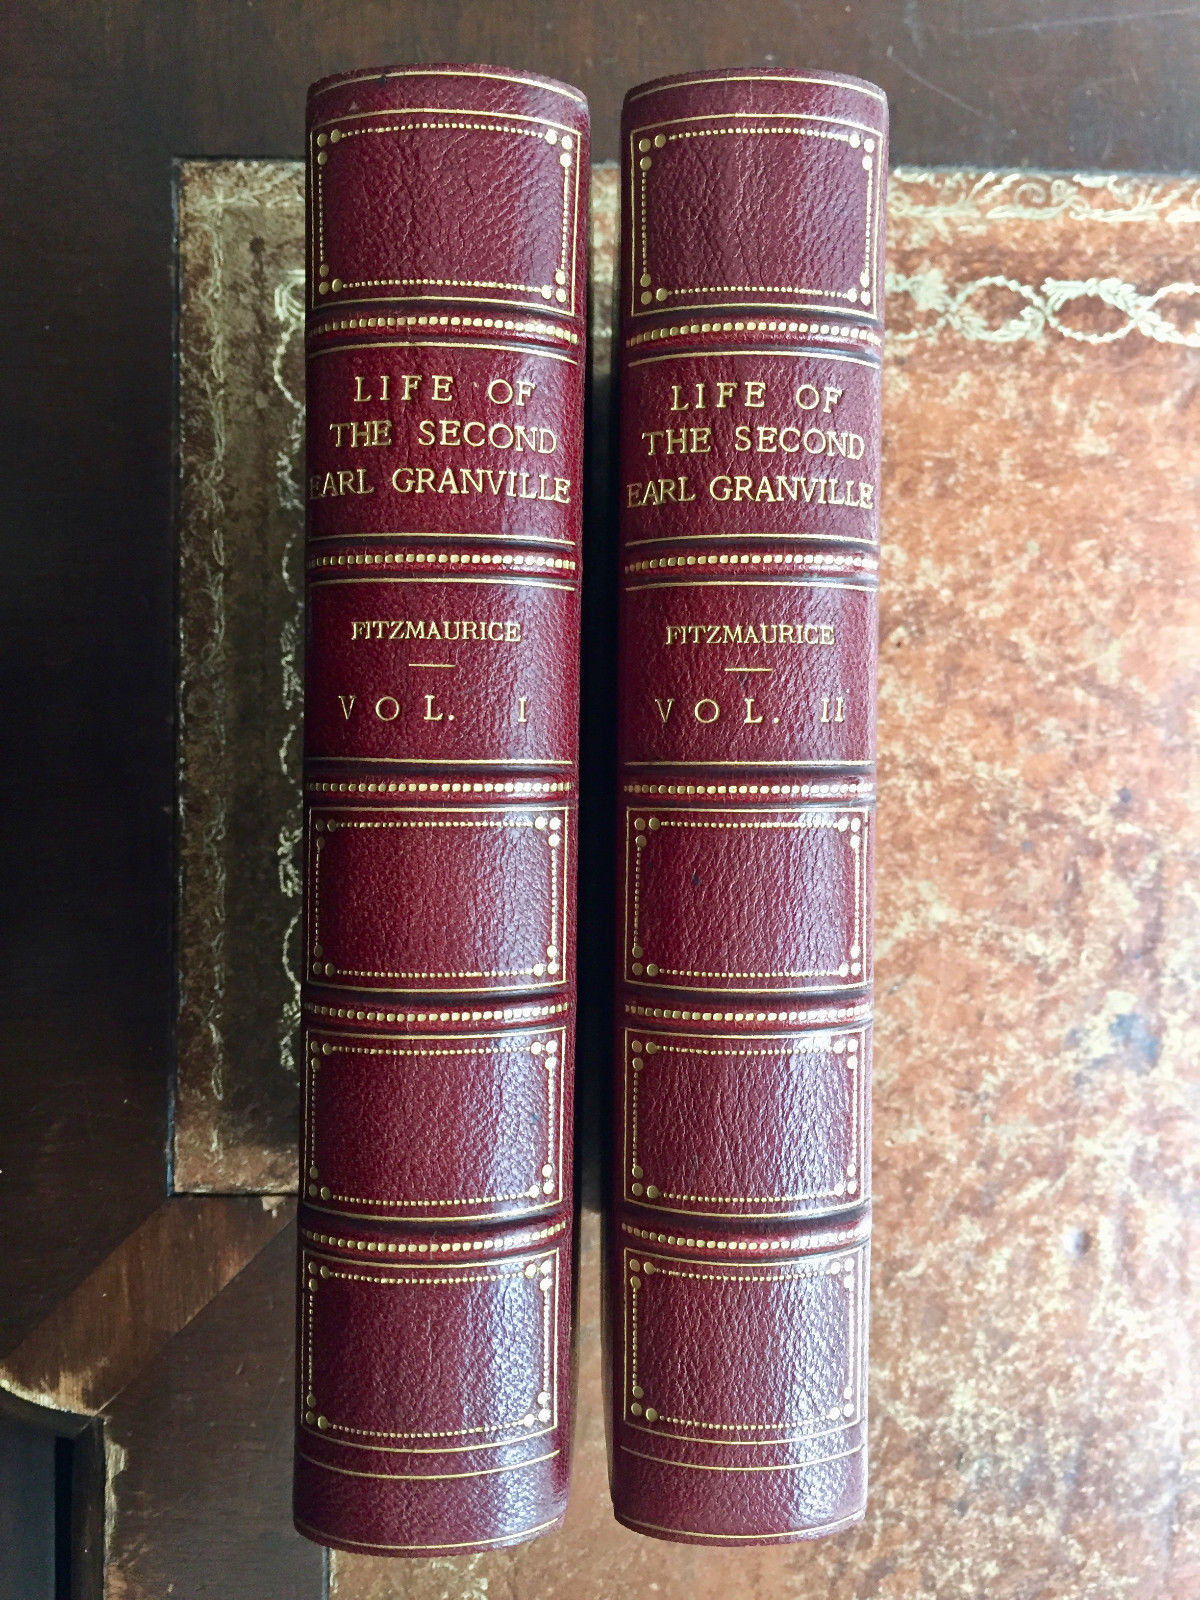 LIFE OF
THE SECOND
EARL GRANVILLE
FITZMAURICE
VOL. I
LIFE OF
THE SECOND
EARL GRANVILLE
FITZMAURICE
VOL. II